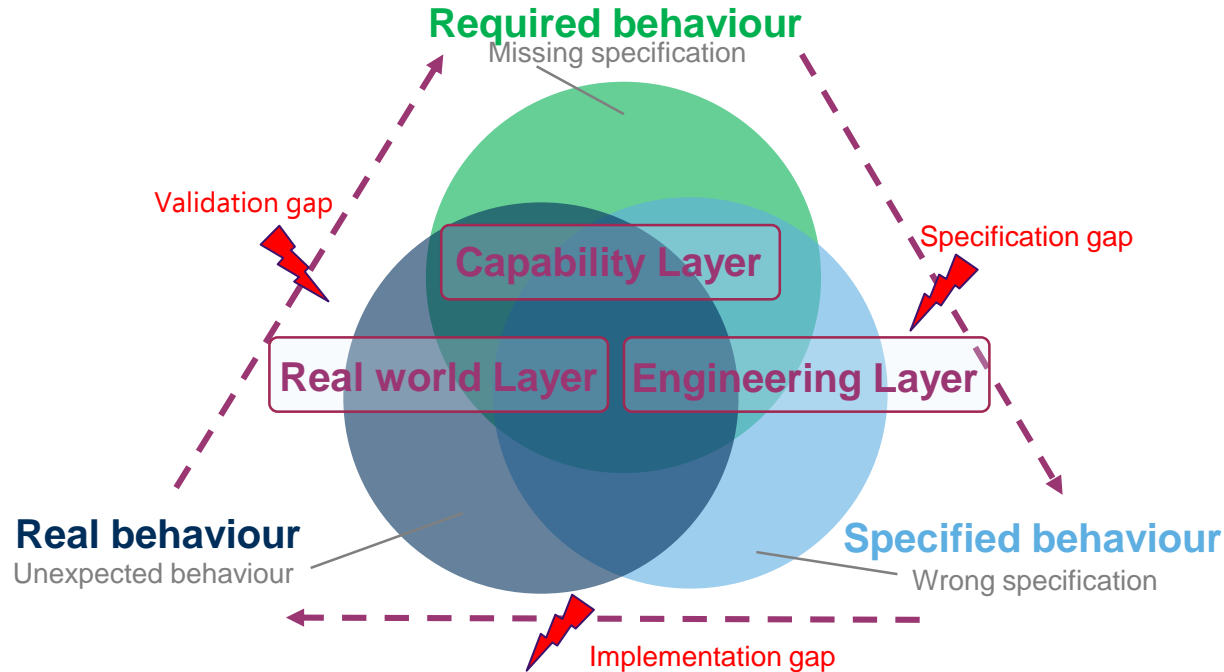 Required behaviour
Missing specification
Validation gap
Specification gap
Capability Layer
Real world Layer
Engineering Layer
Real behaviour
Unexpected behaviour
Specified behaviour
Wrong specification
Implementation gap